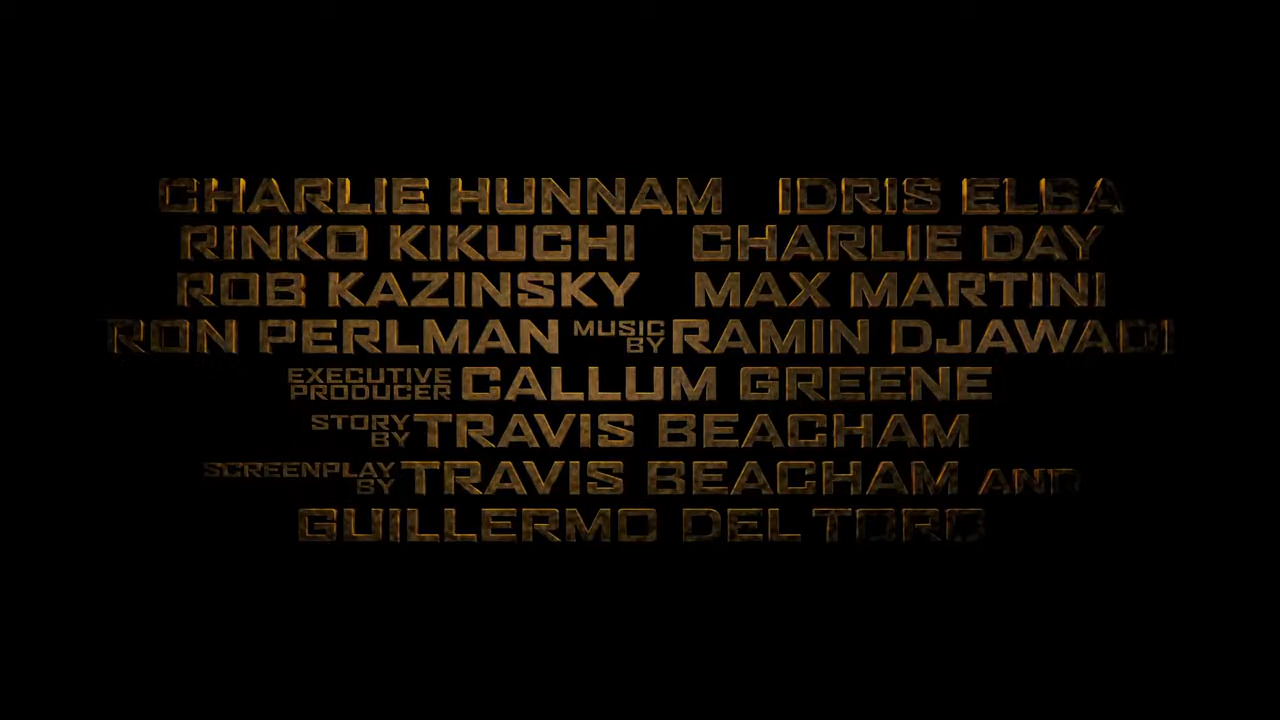 CHARLIE HUNNAM IDRIS ELBA
RINKO KIKUCHI CHARLIE DAY
ROB KAZINSKY MAX MARTINI
RON PERLMAN MUSIC BY RAMIN DJAWADI
EXECUTIVE PRODUCER CALLUM GREENE
STORY BY TRAVIS BEACHAM
SCREENPLAY BY TRAVIS BEACHAM AND
GUILLERMO DEL TORO